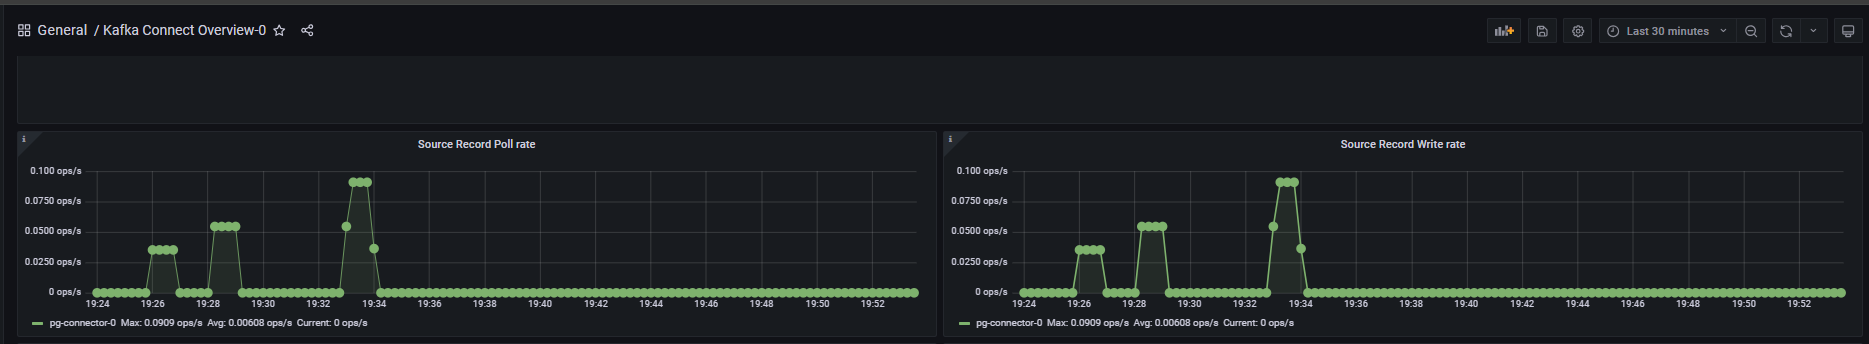 General / Kafka Connect Overview-0
Last 30 minutes
i
Source Record Poll rate
0.100 ops/s
0.0750 ops/s
0.0500 ops/s
0.0250 ops/s
0 ops/s
19:24 19:26 19:28 19:30 19:32 19:34 19:36 19:38 19:40 19:42 19:44 19:46 19:48 19:50 19:52
pg-connector-0 Max: 0.0909 ops/s Avg: 0.00608 ops/s Current: 0 ops/s
i
Source Record Write rate
0.100 ops/s
0.0750 ops/s
0.0500 ops/s
0.0250 ops/s
0 ops/s
19:24 19:26 19:28 19:30 19:32 19:34 19:36 19:38 19:40 19:42 19:44 19:46 19:48 19:50 19:52
pg-connector-0 Max: 0.0909 ops/s Avg: 0.00608 ops/s Current: 0 ops/s